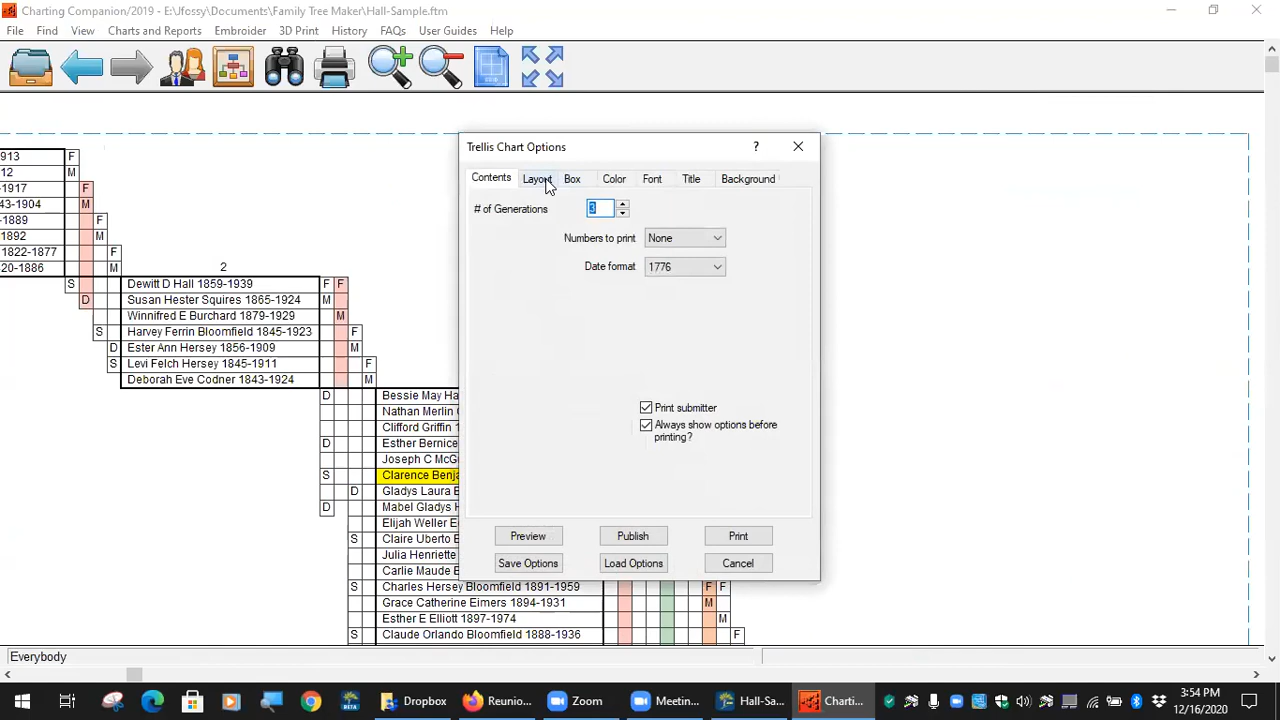 Charting Companion/2019 - E:\Jfossy\Documents\Family Tree Maker\Hall-Sample.ftm
File Find View Charts and Reports Embroider 3D Print History FAQs User Guides Help
Trellis Chart Options ?
Contents Layout Box Color Font Title Background
# of Generations 3
Numbers to print None
Date format 1776
Print submitter
Always show options before
printing?
Preview Publish Print
Save Options Load Options Cancel
913 F
12 M
-1917 F
43-1904 M
-1889 F
1892 M
1822-1877 F
20-1886 M
2
S Dewitt D Hall 1859-1939 F F
D Susan Hester Squires 1865-1924 M
Winnifred E Burchard 1879-1929 M
S Harvey Ferrin Bloomfield 1845-1923 F
D Ester Ann Hersey 1856-1909 M
S Levi Felch Hersey 1845-1911 F
Deborah Eve Codner 1843-1924 M
D Bessie May Ha
Nathan Merlin
Clifford Griffin
D Esther Bernice
Joseph C McG
S Clarence Benja
D Gladys Laura
D Mabel Gladys
Elijah Weller E
S Claire Uberto
Julia Henriette
Carlie Maude
S Charles Hersey Bloomfield 1891-1959 F F
Grace Catherine Eimers 1894-1931 M
Esther E Elliott 1897-1974 M
S Claude Orlando Bloomfield 1888-1936 F
Everybody
Dropbox Reunio... Zoom Meetin... Hall-Sa... Charti...
BETA
3:54 PM
12/16/2020